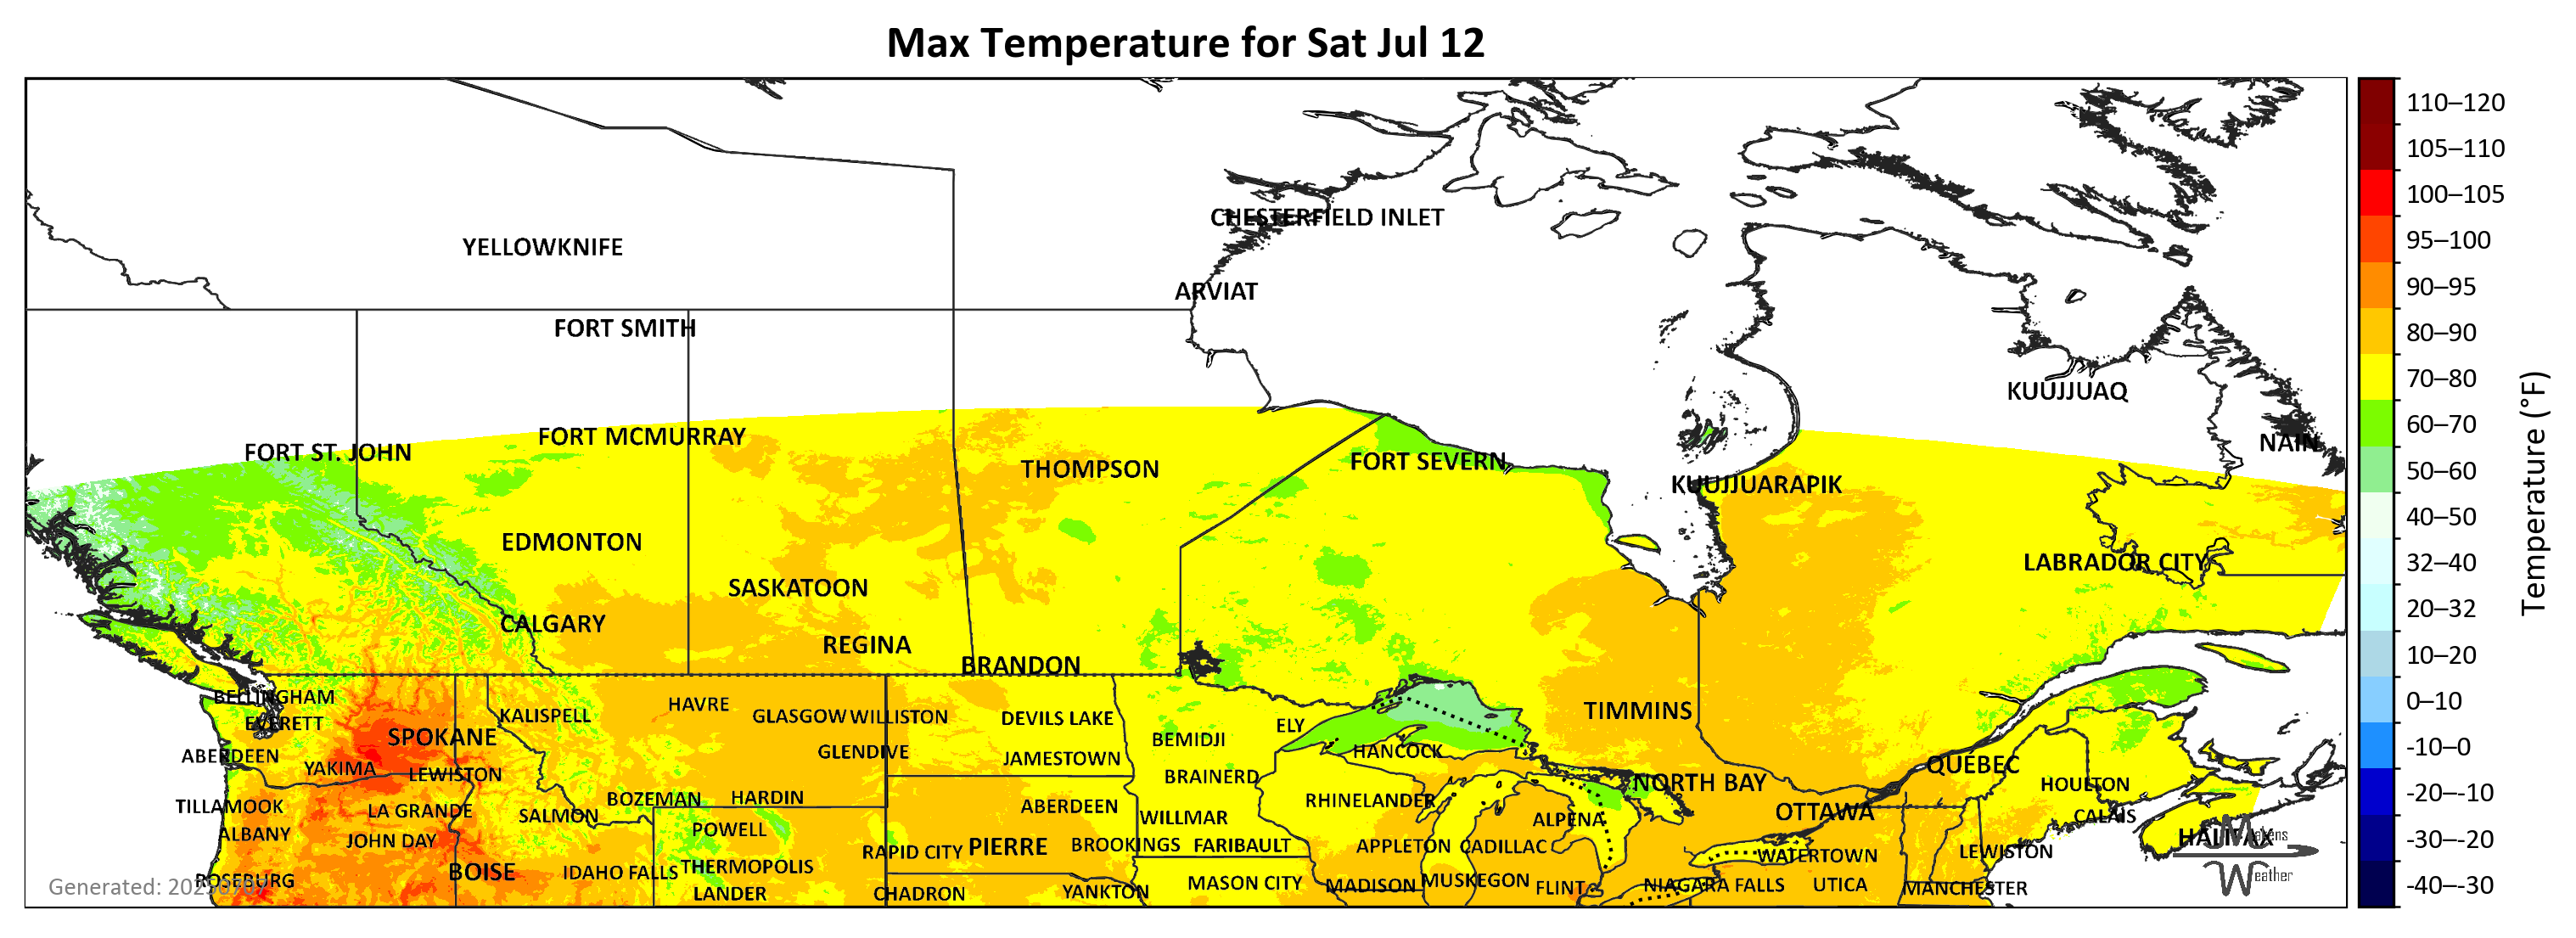 Max Temperature for Sat Jul 12
CHESTERFIELD INLET
YELLOWKNIFE
ARVIAT
FORT SMITH
KUUJJUAQ
FORT MCMURRAY
NAIN
FORT ST. JOHN
FORT SEVERN
THOMPSON
KUUJJUARAPIK
EDMONTON
LABRADOR CITY
SASKATOON
CALGARY
REGINA
BRANDON
BELLINGHAM
HAVRE
KALISPELL
GLASGOW WILLISTON
DEVILS LAKE
TIMMINS
EVERETT
ELY
SPOKANE
BEMIDJI
GLENDIVE
HANCOCK
ABERDEEN
JAMESTOWN
QUÉBEC
YAKIMA
LEWISTON
BRAINERD
NORTH BAY
HOULTON
BOZEMAN
HARDIN
RHINELANDER
TILLAMOOK
ABERDEEN
LA GRANDE
SALMON
WILLMAR
OTTAWA
CALAIS
ALPENA
ALBANY
POWELL
HALIFAX
JOHN DAY
RAPID CITY
PIERRE
BROOKINGS
FARIBAULT
APPLETON
CADILLAC
LEWISTON
WATERTOWN
BOISE
IDAHO FALLS
THERMOPOLIS
ROSEBURG
MASON CITY
MADISON
MUSKEGON
FLINT
NIAGARA FALLS
UTICA
MANCHESTER
LANDER
CHADRON
YANKTON
Weather
110–120
105–110
100–105
95–100
90–95
80–90
70–80
60–70
50–60
40–50
32–40
20–32
10–20
0–10
-10–0
-20–-10
-30–-20
-40–-30
Temperature (°F)
Generated: